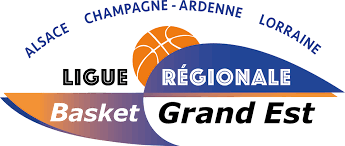 ALSACE CHAMPAGNE-ARDENNE LORRAINE
LIGUE RÉGIONALE
Basket Grand Est